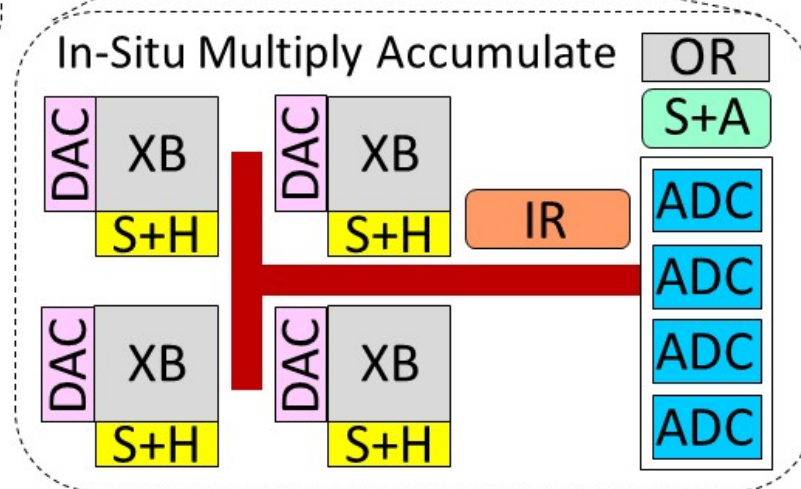 In-Situ Multiply Accumulate
OR
S+A
DAC
XB
S+H
DAC
XB
S+H
IR
DAC
XB
S+H
DAC
XB
S+H
ADC
ADC
ADC
ADC